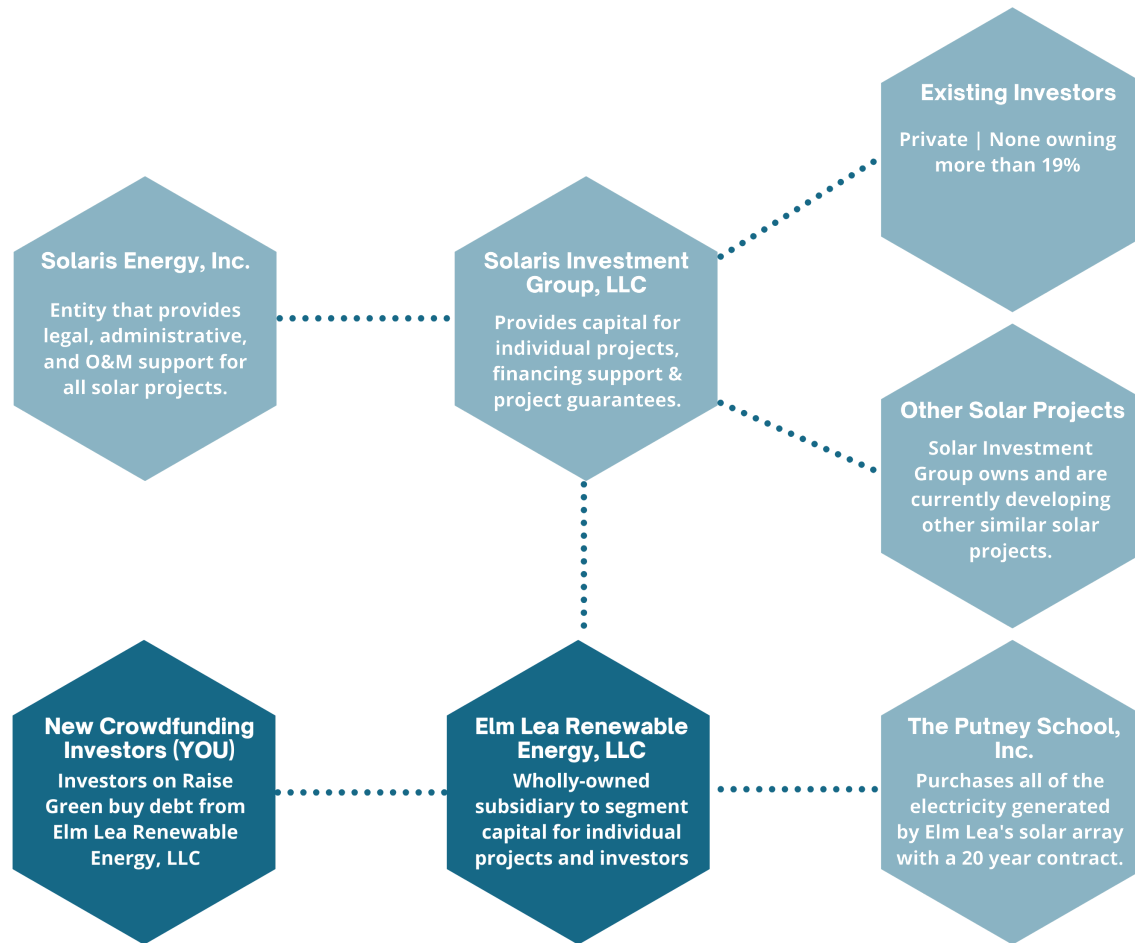 Existing Investors
Private | None owning
more than 19%
Solaris Energy, Inc.
Entity that provides
legal, administrative,
and O&M support for
all solar projects.
Solaris Investment
Group, LLC
Provides capital for
individual projects,
financing support &
project guarantees.
Other Solar Projects
Solar Investment
Group owns and are
currently developing
other similar solar
projects.
New Crowdfunding
Investors (YOU)
Investors on Raise
Green buy debt from
Elm Lea Renewable
Energy, LLC
Elm Lea Renewable
Energy, LLC
Wholly-owned
subsidiary to segment
capital for individual
projects and investors
The Putney School,
Inc.
Purchases all of the
electricity generated
by Elm Lea's solar array
with a 20 year contract.